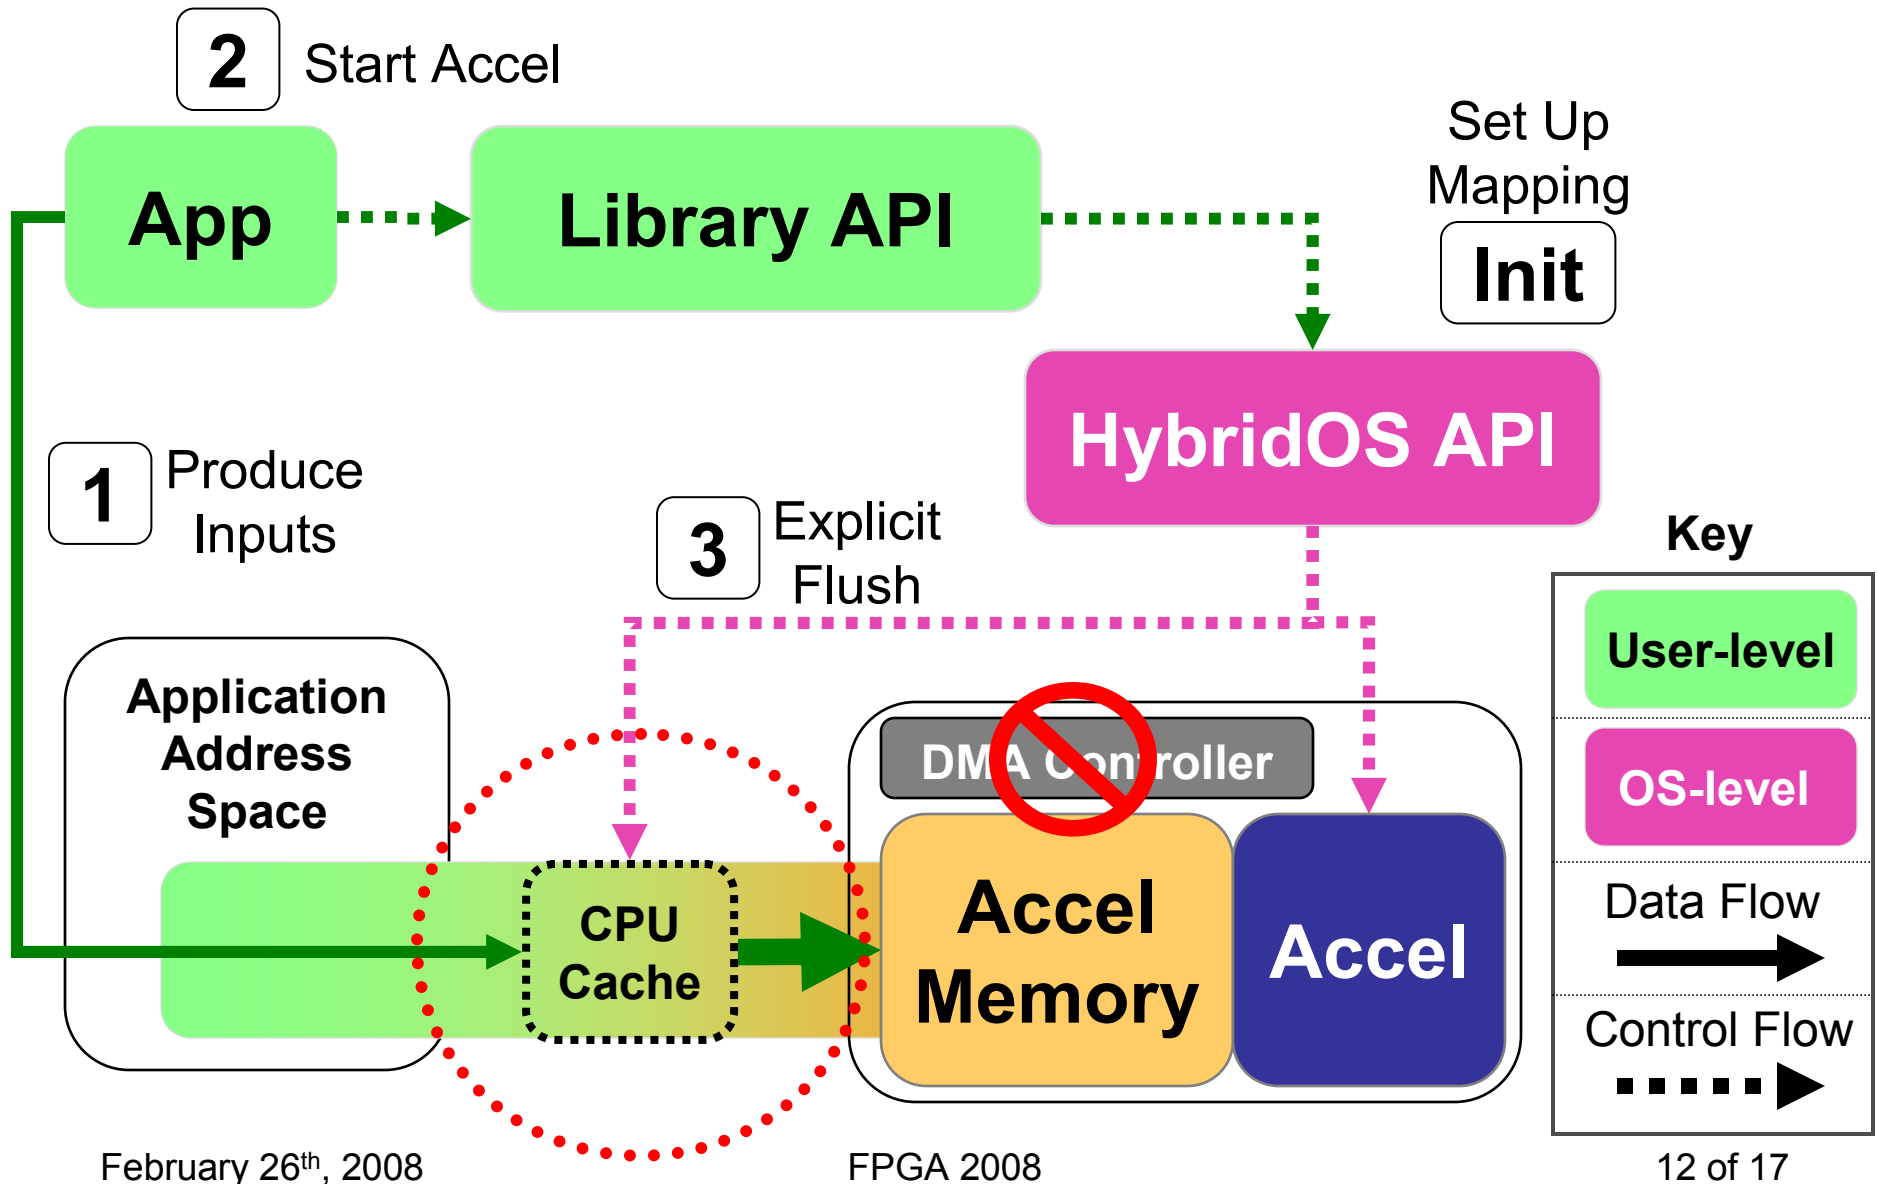 2 Start Accel
Set Up
Mapping
Init
App
Library API
HybridOS API
1 Produce
Inputs
3 Explicit
Flush
Key
User-level
OS-level
Data Flow
Control Flow
Application
Address
Space
DMA Controller
CPU
Cache
Accel
Memory
Accel
February 26th, 2008
FPGA 2008
12 of 17